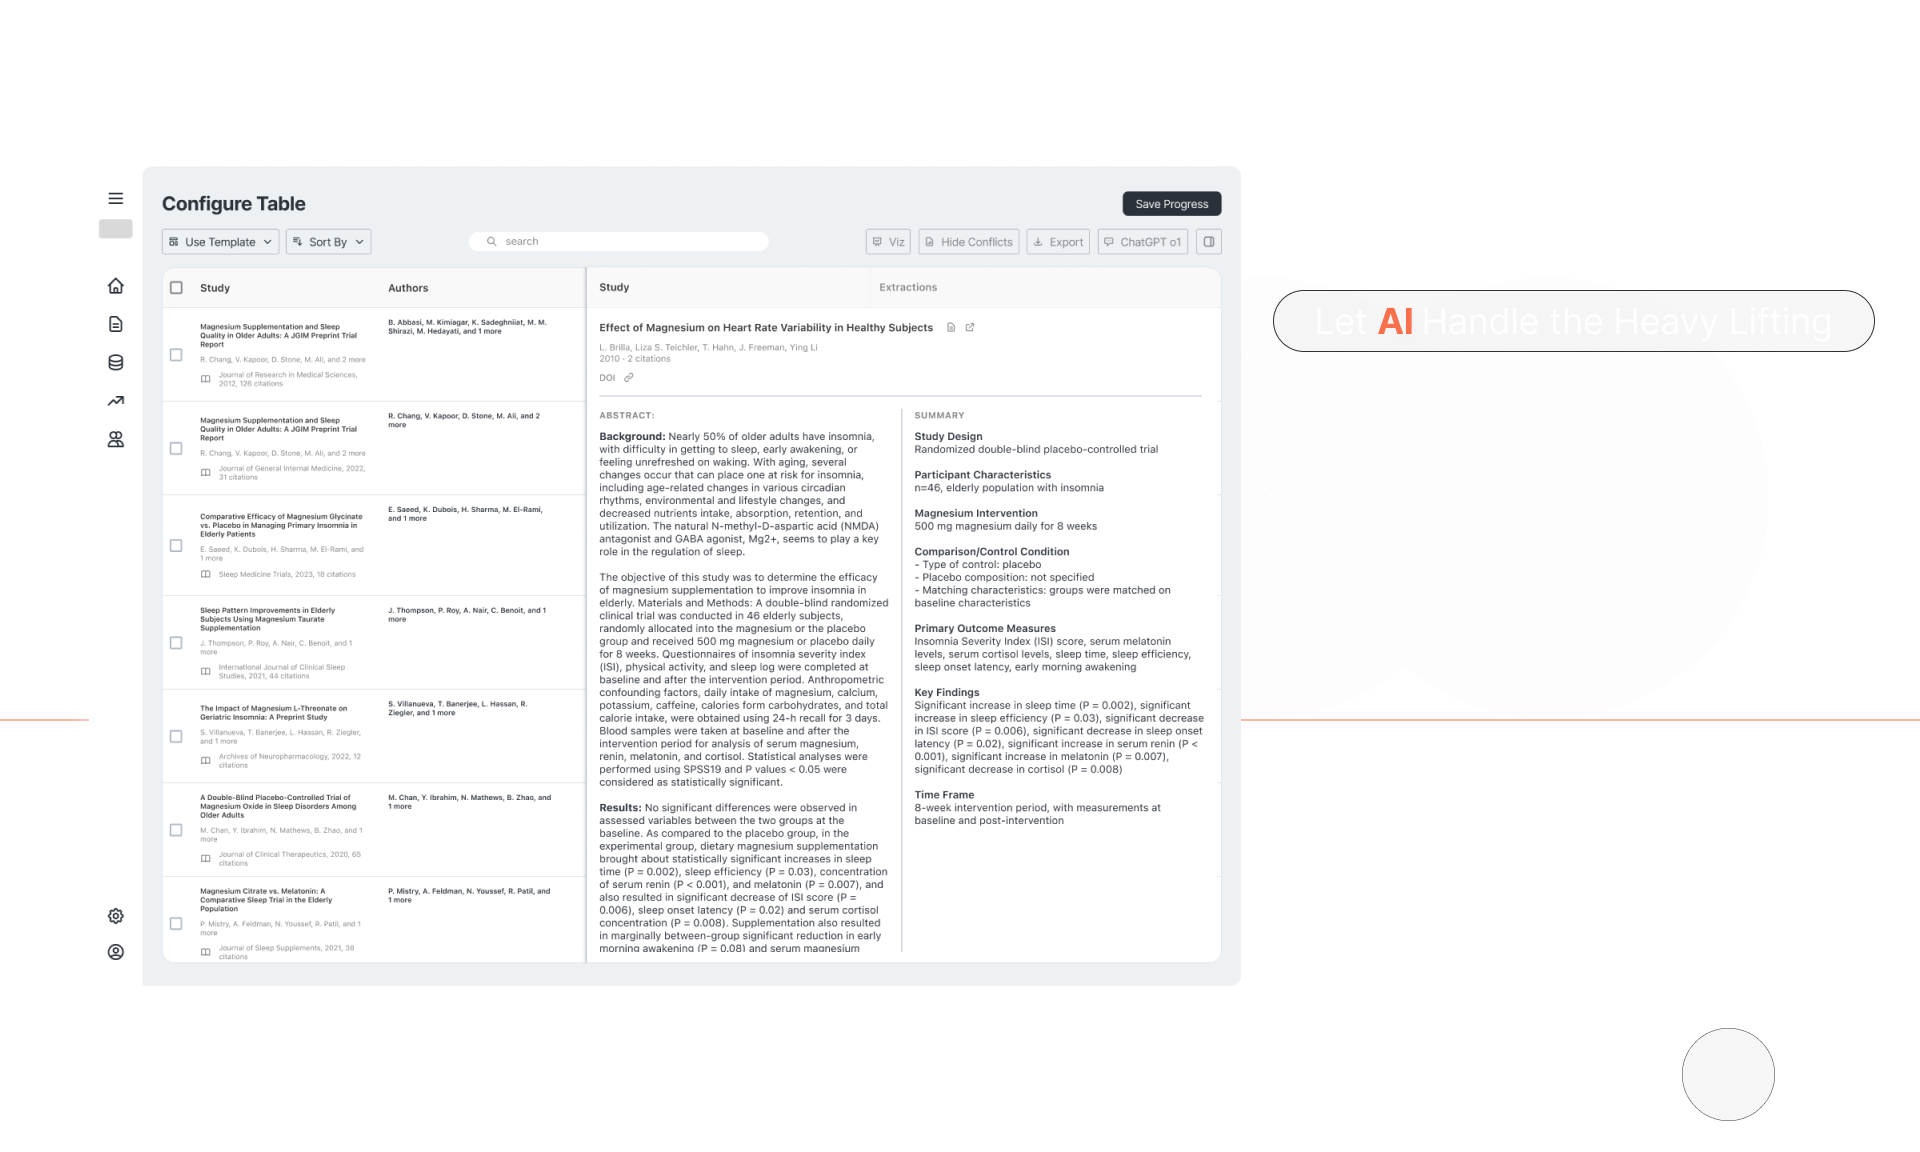 Configure Table
Save Progress
Use Template
Sort By
search
Viz
Hide Conflicts
Export
ChatGPT o1
Study
Authors
Magnesium Supplementation and Sleep
Quality in Older Adults: A JGIM Preprint Trial
Report
R. Chang, V. Kapoor, D. Stone, M. Ali, and 2 more
Journal of Research in Medical Sciences,
2012, 126 citations
B. Abbasi, M. Kimiagar, K. Sadeghniiat, M. M.
Shirazi, M. Hedayati, and 1 more
Magnesium Supplementation and Sleep
Quality in Older Adults: A JGIM Preprint Trial
Report
R. Chang, V. Kapoor, D. Stone, M. Ali, and 2 more
Journal of General Internal Medicine, 2022,
31 citations
R. Chang, V. Kapoor, D. Stone, M. Ali, and 2
more
Comparative Efficacy of Magnesium Glycinate
vs. Placebo in Managing Primary Insomnia in
Elderly Patients
E. Saeed, K. Dubois, H. Sharma, M. El-Rami, and
1 more
Sleep Medicine Trials, 2023, 18 citations
E. Saeed, K. Dubois, H. Sharma, M. El-Rami,
and 1 more
Sleep Pattern Improvements in Elderly
Subjects Using Magnesium Taurate
Supplementation
J. Thompson, P. Roy, A. Nair, C. Benoit, and 1
more
International Journal of Clinical Sleep
Studies, 2021, 44 citations
J. Thompson, P. Roy, A. Nair, C. Benoit, and 1
more
The Impact of Magnesium L-Threonate on
Geriatric Insomnia: A Preprint Study
S. Villanueva, T. Banerjee, L. Hassan, R. Ziegler,
and 1 more
Archives of Neuropharmacology, 2022, 12
citations
S. Villanueva, T. Banerjee, L. Hassan, R.
Ziegler, and 1 more
A Double-Blind Placebo-Controlled Trial of
Magnesium Oxide in Sleep Disorders Among
Older Adults
M. Chan, Y. Ibrahim, N. Mathews, B. Zhao, and 1
more
Journal of Clinical Therapeutics, 2020, 65
citations
M. Chan, Y. Ibrahim, N. Mathews, B. Zhao, and
1 more
Magnesium Citrate vs. Melatonin: A
Comparative Sleep Trial in the Elderly
Population
P. Mistry, A. Feldman, N. Youssef, R. Patil, and 1
more
Journal of Sleep Supplements, 2021, 38
citations
P. Mistry, A. Feldman, N. Youssef, R. Patil, and
1 more
Study
Extractions
Effect of Magnesium on Heart Rate Variability in Healthy Subjects
L. Brilla, Liza S. Teichler, T. Hahn, J. Freeman, Ying Li
2010 · 2 citations
DOI
ABSTRACT:
Background: Nearly 50% of older adults have insomnia,
with difficulty in getting to sleep, early awakening, or
feeling unrefreshed on waking. With aging, several
changes occur that can place one at risk for insomnia,
including age-related changes in various circadian
rhythms, environmental and lifestyle changes, and
decreased nutrients intake, absorption, retention, and
utilization. The natural N-methyl-D-aspartic acid (NMDA)
antagonist and GABA agonist, Mg2+, seems to play a key
role in the regulation of sleep.
The objective of this study was to determine the efficacy
of magnesium supplementation to improve insomnia in
elderly. Materials and Methods: A double-blind randomized
clinical trial was conducted in 46 elderly subjects,
randomly allocated into the magnesium or the placebo
group and received 500 mg magnesium or placebo daily
for 8 weeks. Questionnaires of insomnia severity index
(ISI), physical activity, and sleep log were completed at
baseline and after the intervention period. Anthropometric
confounding factors, daily intake of magnesium, calcium,
potassium, caffeine, calories form carbohydrates, and total
calorie intake, were obtained using 24-h recall for 3 days.
Blood samples were taken at baseline and after the
intervention period for analysis of serum magnesium,
renin, melatonin, and cortisol. Statistical analyses were
performed using SPSS19 and P values < 0.05 were
considered as statistically significant.
Results: No significant differences were observed in
assessed variables between the two groups at the
baseline. As compared to the placebo group, in the
experimental group, dietary magnesium supplementation
brought about statistically significant increases in sleep
time (P = 0.002), sleep efficiency (P = 0.03), concentration
of serum renin (P < 0.001), and melatonin (P = 0.007), and
also resulted in significant decrease of ISI score (P =
0.006), sleep onset latency (P = 0.02) and serum cortisol
concentration (P = 0.008). Supplementation also resulted
in marginally between-group significant reduction in early
morning awakening (P = 0.08) and serum magnesium
SUMMARY
Study Design
Randomized double-blind placebo-controlled trial
Participant Characteristics
n=46, elderly population with insomnia
Magnesium Intervention
500 mg magnesium daily for 8 weeks
Comparison/Control Condition
- Type of control: placebo
- Placebo composition: not specified
- Matching characteristics: groups were matched on
baseline characteristics
Primary Outcome Measures
Insomnia Severity Index (ISI) score, serum melatonin
levels, serum cortisol levels, sleep time, sleep efficiency,
sleep onset latency, early morning awakening
Key Findings
Significant increase in sleep time (P = 0.002), significant
increase in sleep efficiency (P = 0.03), significant decrease
in ISI score (P = 0.006), significant decrease in sleep onset
latency (P = 0.02), significant increase in serum renin (P <
0.001), significant increase in melatonin (P = 0.007),
significant decrease in cortisol (P = 0.008)
Time Frame
8-week intervention period, with measurements at
baseline and post-intervention
Let AI Handle the Heavy Lifting